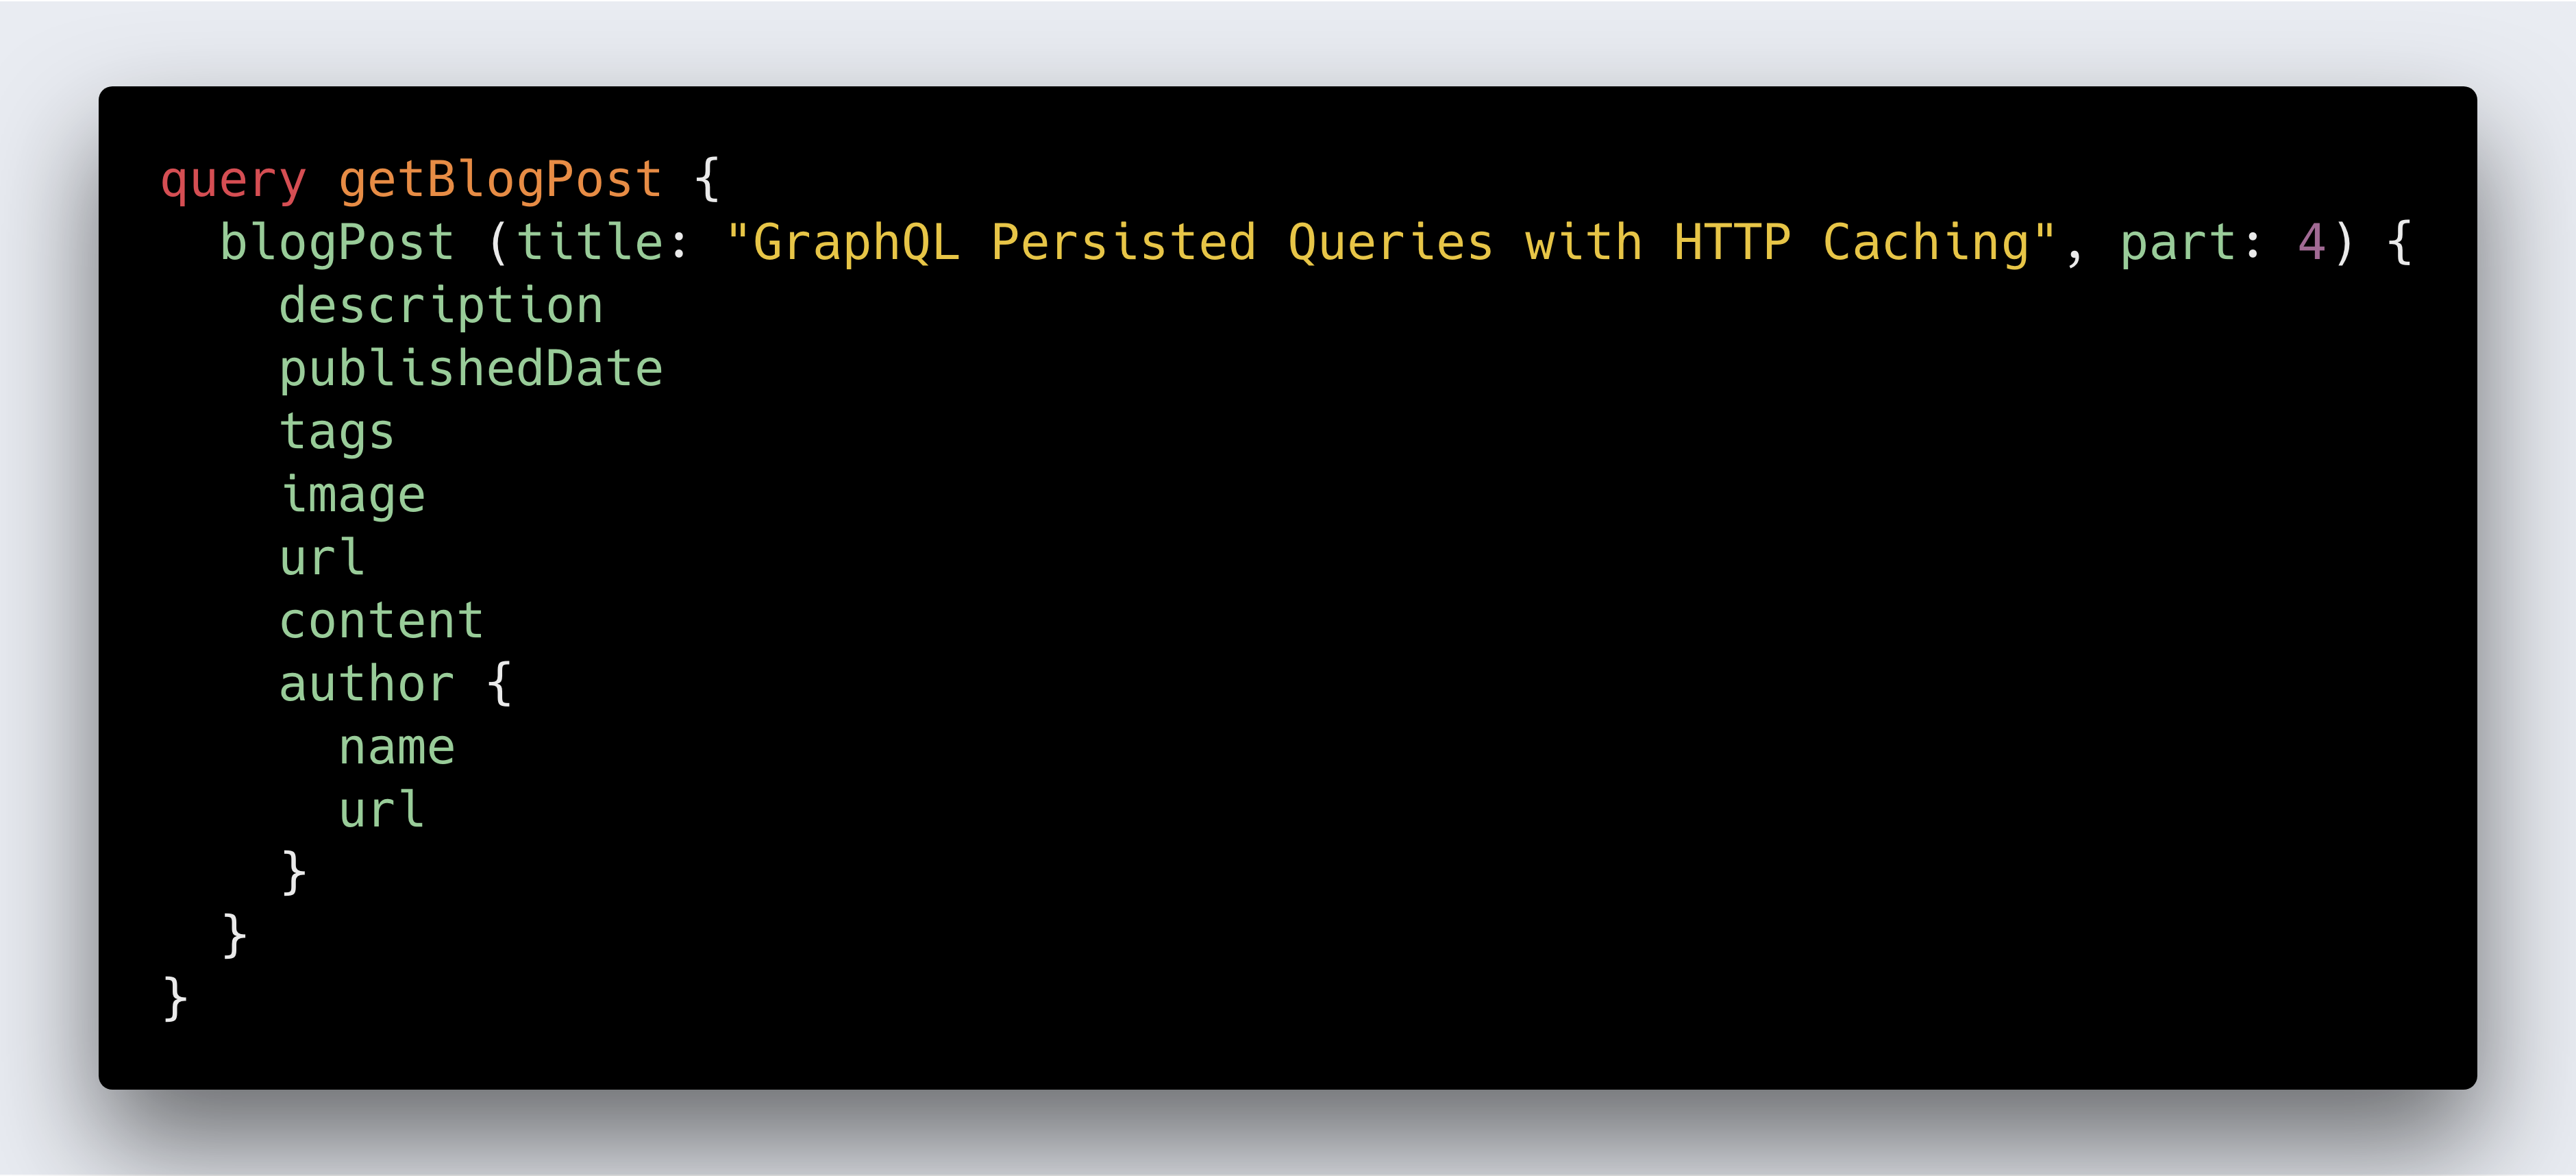 query getBlogPost {
  blogPost (title: "GraphQL Persisted Queries with HTTP Caching", part: 4) {
    description
    publishedDate
    tags
    image
    url
    content
    author {
      name
      url
    }
  }
}